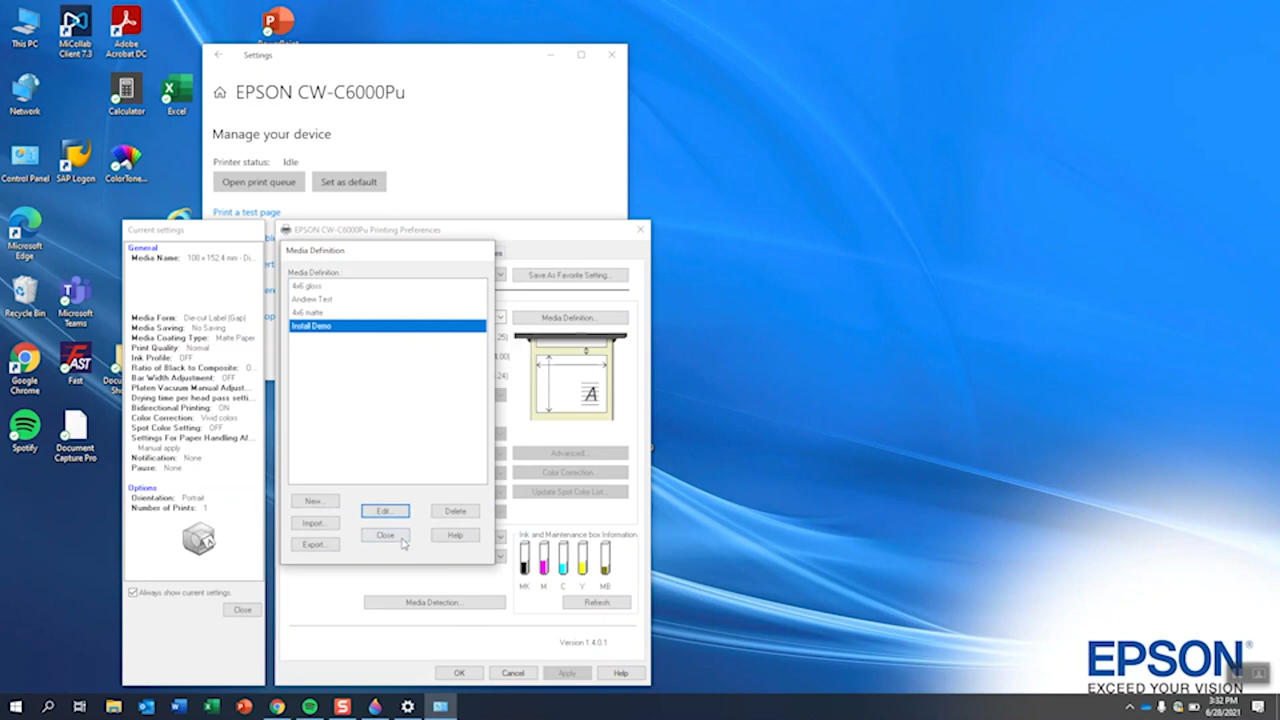 This PC
MiCollab
Client 7.3
Adobe
Acrobat DC
Network
Calculator
Excel
Control Panel
SAP Logon
ColorTone...
Microsoft
Edge
Recycle Bin
Microsoft
Teams
Google
Chrome
Fast
Spotify
Document
Capture Pro
Settings
EPSON CW-C6000Pu
Manage your device
Printer status: Idle
Open print queue
Set as default
Print a test page
Current settings
General
Media Name: 108 x 152.4 mm - Di...
Media Form: Die-cut Label (Gap)
Media Saving: No Saving
Media Coating Type: Matte Paper
Print Quality: Normal
Ink Profile: OFF
Ratio of Black to Composite: 0...
Bar Width Adjustment: OFF
Platen Vacuum Manual Adjust...
Drying time per head pass setti...
Bidirectional Printing: ON
Color Correction: Vivid colors
Spot Color Setting: OFF
Settings For Paper Handling Af...
Manual apply
Notification: None
Pause: None
Options
Orientation: Portrait
Number of Prints: 1
Always show current settings.
Close
EPSON CW-C6000Pu Printing Preferences
Media Definition
Media Definition :
4x6 gloss
Andrew Test
4x6 matte
Install Demo
New...
Edit...
Delete
Import...
Close
Help
Export...
Save As Favorite Setting...
Media Definition...
A
Advanced...
Color Correction...
Update Spot Color List...
Ink and Maintenance box Information
MK M C Y MB
Media Detection...
Refresh
Version 1.4.0.1
OK
Cancel
Apply
Help
EPSON®
EXCEED YOUR VISION
3:32 PM
6/28/2021